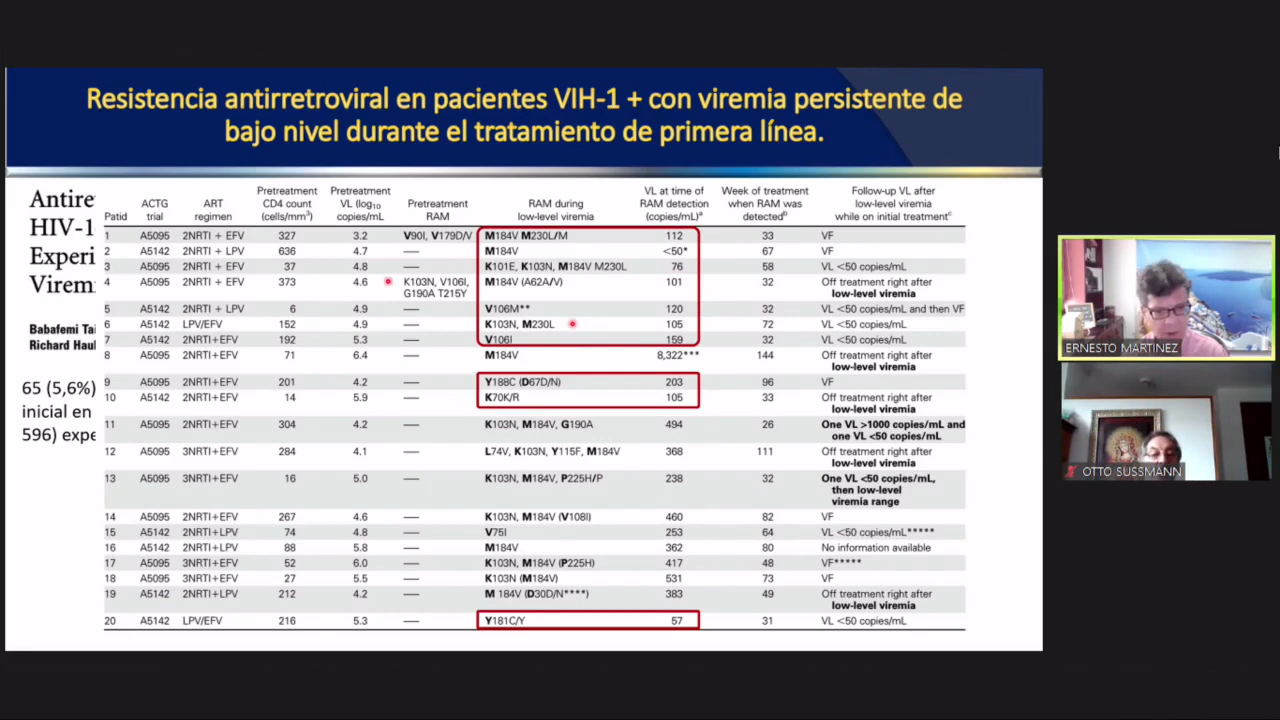 Resistencia antirretroviral en pacientes VIH-1 + con viremia persistente de
bajo nivel durante el tratamiento de primera línea.
Antire
HIV-1
Experi
Virem
Babafemi Tai
Richard Haul
65 (5,6%)
inicial en
596) expe
Patid ACTG trial ART regimen Pretreatment CD4 count (cells/mm³) Pretreatment VL (log10 copies/mL Pretreatment RAM RAM during low-level viremia VL at time of RAM detection (copies/mL)a Week of treatment when RAM was detectedb Follow-up VL after low-level viremia while on initial treatmentc
1 A5095 2NRTI + EFV 327 3.2 V90I, V179D/V M184V M230L/M 112 33 VF
2 A5142 2NRTI + LPV 636 4.7 — M184V <50* 67 VF
3 A5095 2NRTI + EFV 37 4.8 — K101E, K103N, M184V M230L 76 58 VL <50 copies/mL
4 A5095 2NRTI + EFV 373 4.6 K103N, V106I, G190A T215Y M184V (A62A/V) 101 32 Off treatment right after low-level viremia
5 A5142 2NRTI + LPV 6 4.9 — V106M** 120 32 VL <50 copies/mL and then VF
6 A5142 LPV/EFV 152 4.9 — K103N, M230L 105 72 VL <50 copies/mL
7 A5142 2NRTI+EFV 192 5.3 — V106I 159 32 VL <50 copies/mL
8 A5095 2NRTI+EFV 71 6.4 — M184V 8,322*** 144 Off treatment right after low-level viremia
9 A5095 2NRTI+EFV 201 4.2 — Y188C (D67D/N) 203 96 VF
10 A5095 2NRTI+EFV 14 5.9 — K70K/R 105 33 Off treatment right after low-level viremia
11 A5095 2NRTI+EFV 304 4.2 — K103N, M184V, G190A 494 26 One VL >1000 copies/mL and one VL <50 copies/mL
12 A5095 3NRTI+EFV 284 4.1 — L74V, K103N, Y115F, M184V 368 111 Off treatment right after low-level viremia
13 A5095 3NRTI+EFV 16 5.0 — K103N, M184V, P225H/P 238 32 One VL <50 copies/mL, then low-level viremia range
14 A5095 2NRTI+EFV 267 4.6 — K103N, M184V (V108I) 460 82 VF
15 A5142 2NRTI+LPV 74 4.8 — V75I 253 64 VL <50 copies/mL*****
16 A5142 2NRTI+LPV 88 5.8 — M184V 362 80 No information available
17 A5095 3NRTI+EFV 52 6.0 — K103N, M184V (P225H) 417 48 VF*****
18 A5095 3NRTI+EFV 27 5.5 — K103N (M184V) 531 73 VF
19 A5142 2NRTI+LPV 212 4.2 — M 184V (D30D/N****) 383 49 Off treatment right after low-level viremia
20 A5142 LPV/EFV 216 5.3 — Y181C/Y 57 31 VL <50 copies/mL
ERNESTO MARTINEZ
OTTO SUSSMANN